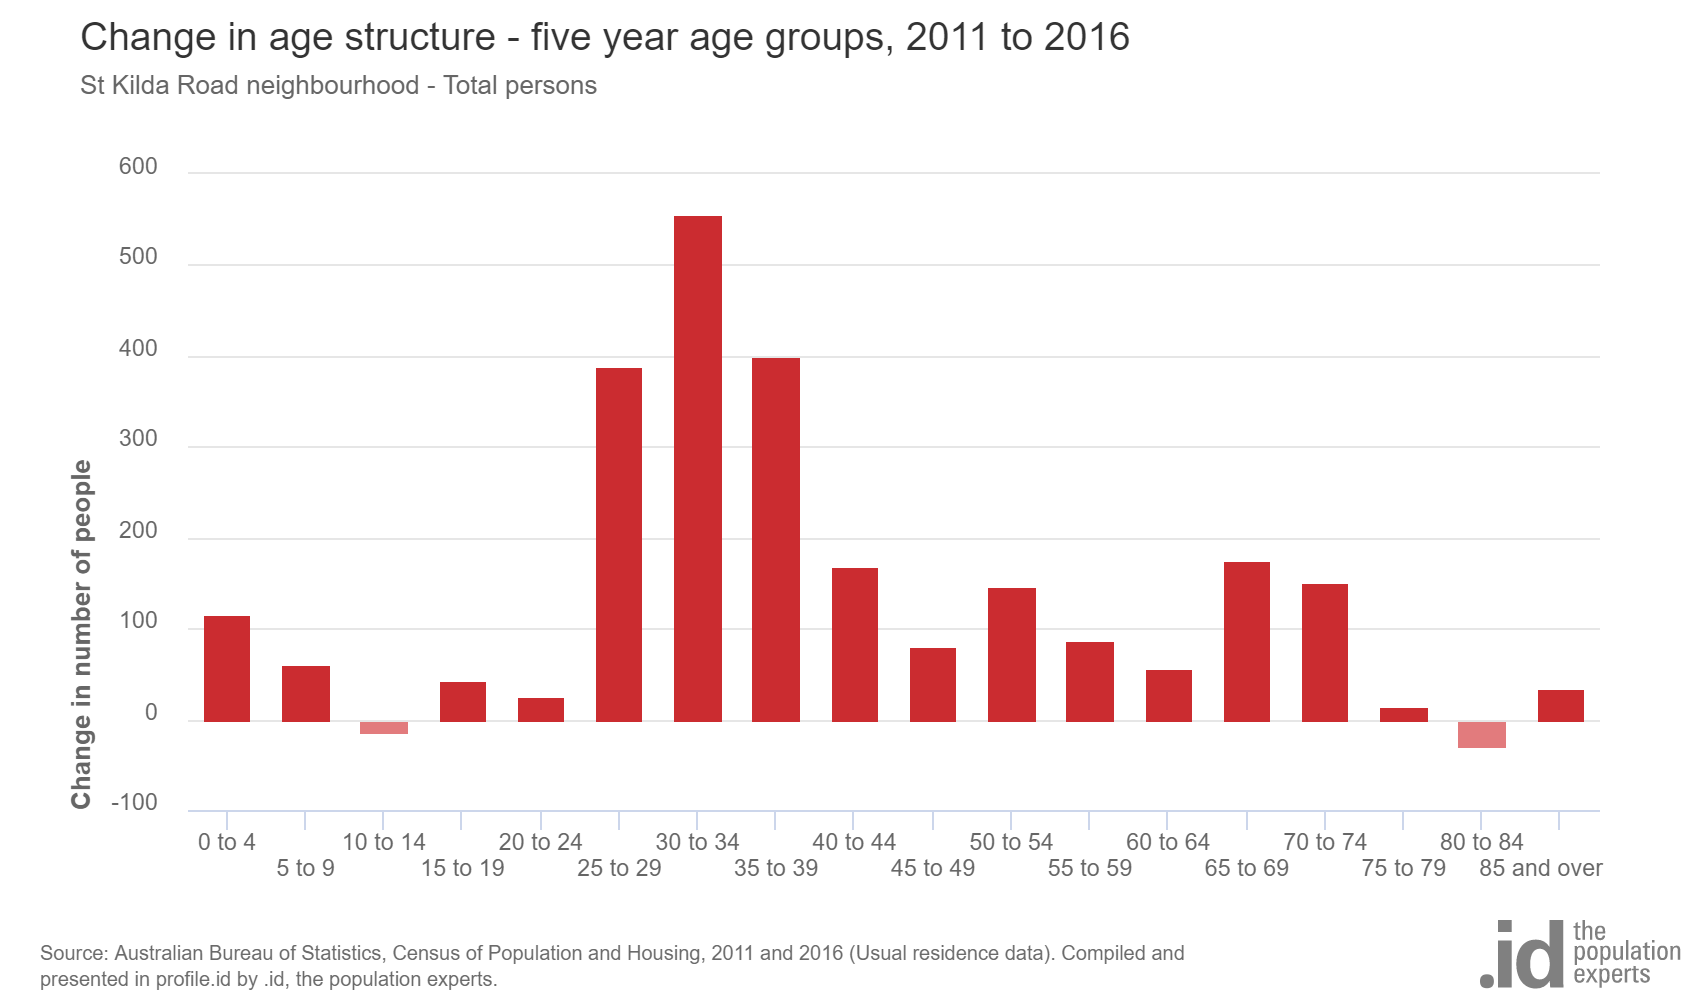 Change in age structure - five year age groups, 2011 to 2016
St Kilda Road neighbourhood - Total persons
600
500
400
300
200
100
0
-100
Change in number of people
0 to 4
5 to 9
10 to 14
15 to 19
20 to 24
25 to 29
30 to 34
35 to 39
40 to 44
45 to 49
50 to 54
55 to 59
60 to 64
65 to 69
70 to 74
75 to 79
80 to 84
85 and over
Source: Australian Bureau of Statistics, Census of Population and Housing, 2011 and 2016 (Usual residence data). Compiled and
presented in profile.id by .id, the population experts.
.id
the
population
experts